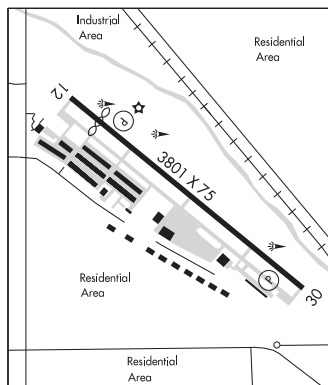 Industrial
Area
Residential
Area
12
P
3801 X 75
P
30
Residential
Area
Residential
Area